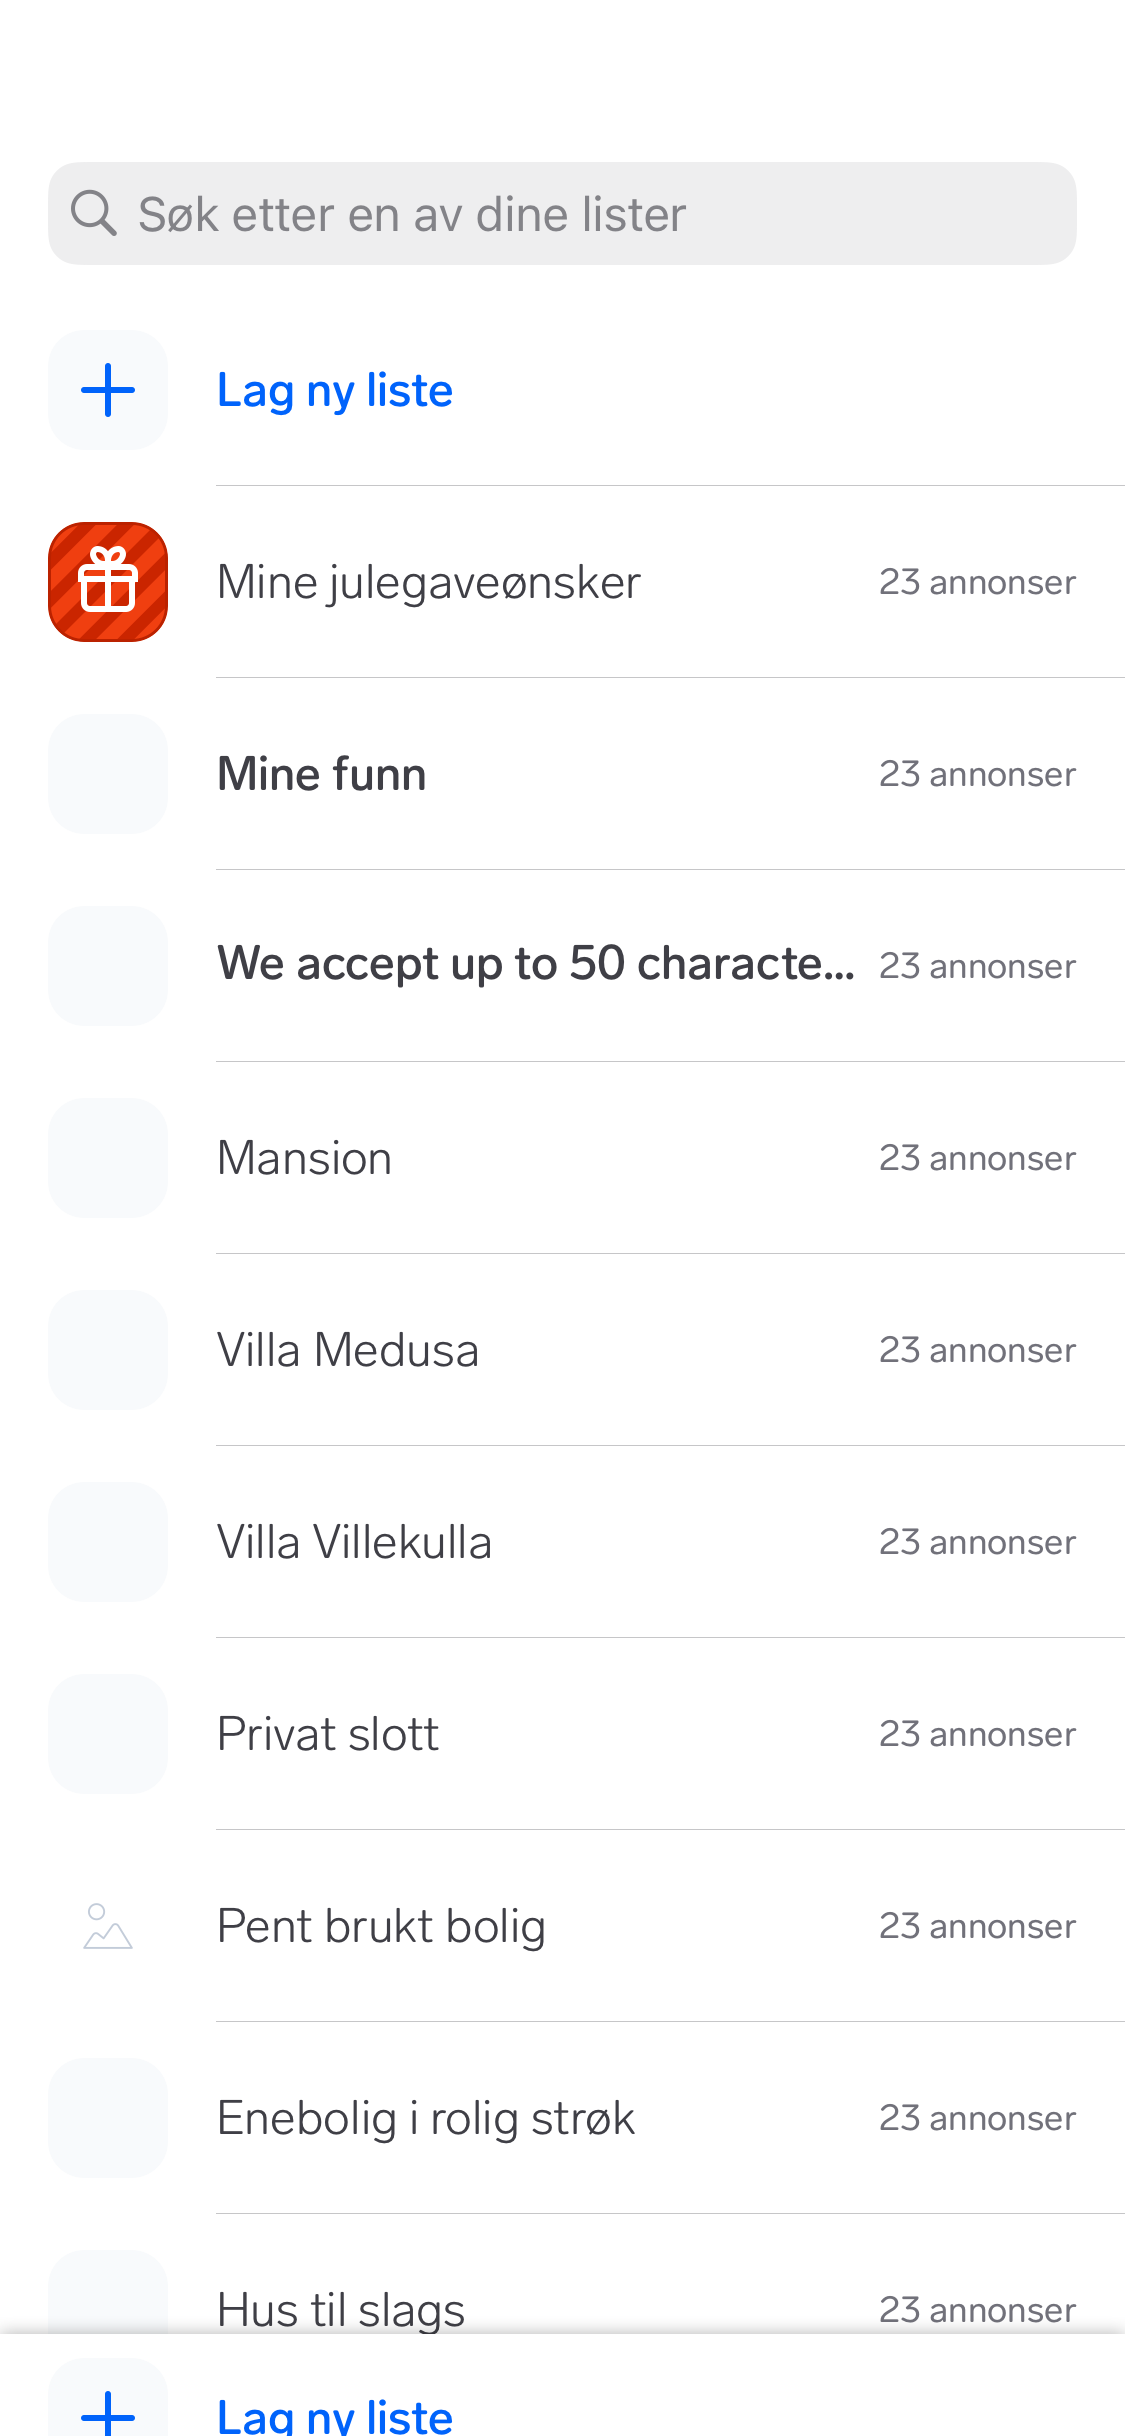 Søk etter en av dine lister
Lag ny liste
Mine julegaveønsker 23 annonser
Mine funn 23 annonser
We accept up to 50 characte... 23 annonser
Mansion 23 annonser
Villa Medusa 23 annonser
Villa Villekulla 23 annonser
Privat slott 23 annonser
Pent brukt bolig 23 annonser
Enebolig i rolig strøk 23 annonser
Hus til slags 23 annonser
Lag ny liste